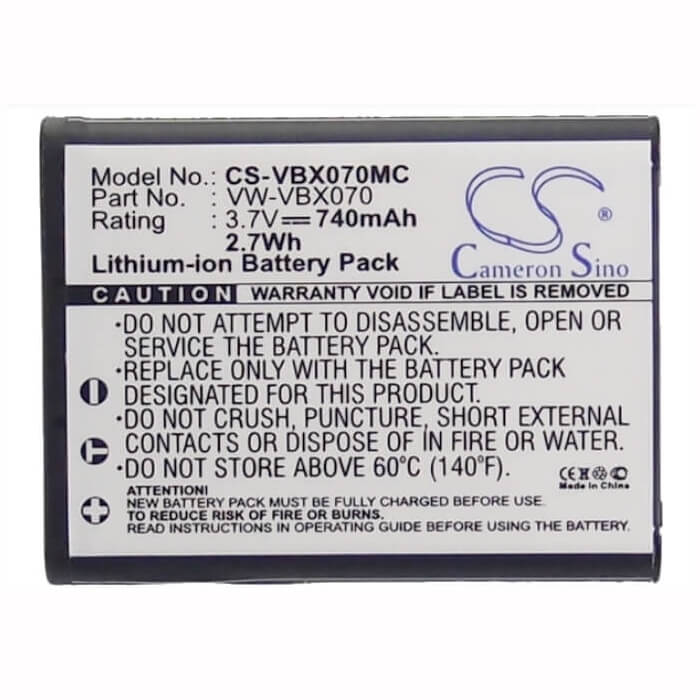 Model No.: CS-VBX070MC
Part No. : VW-VBX070
Rating : 3.7V⎓740mAh
2.7Wh
Lithium-ion Battery Pack
CS®
Cameron Sino
CAUTION WARRANTY VOID IF LABEL IS REMOVED
•DO NOT ATTEMPT TO DISASSEMBLE, OPEN OR
SERVICE THE BATTERY PACK.
•REPLACE ONLY WITH THE BATTERY PACK
DESIGNATED FOR THIS PRODUCT.
•DO NOT CRUSH, PUNCTURE, SHORT EXTERNAL
CONTACTS OR DISPOSE OF IN FIRE OR WATER.
•DO NOT STORE ABOVE 60°C (140°F).
CE
Made in China
ATTENTION!
NEW BATTERY PACK MUST BE FULLY CHARGED BEFORE USE
TO REDUCE RISK OF FIRE OR BURNS.
READ INSTRUCTIONS IN OPERATING GUIDE BEFORE USING THE BATTERY.